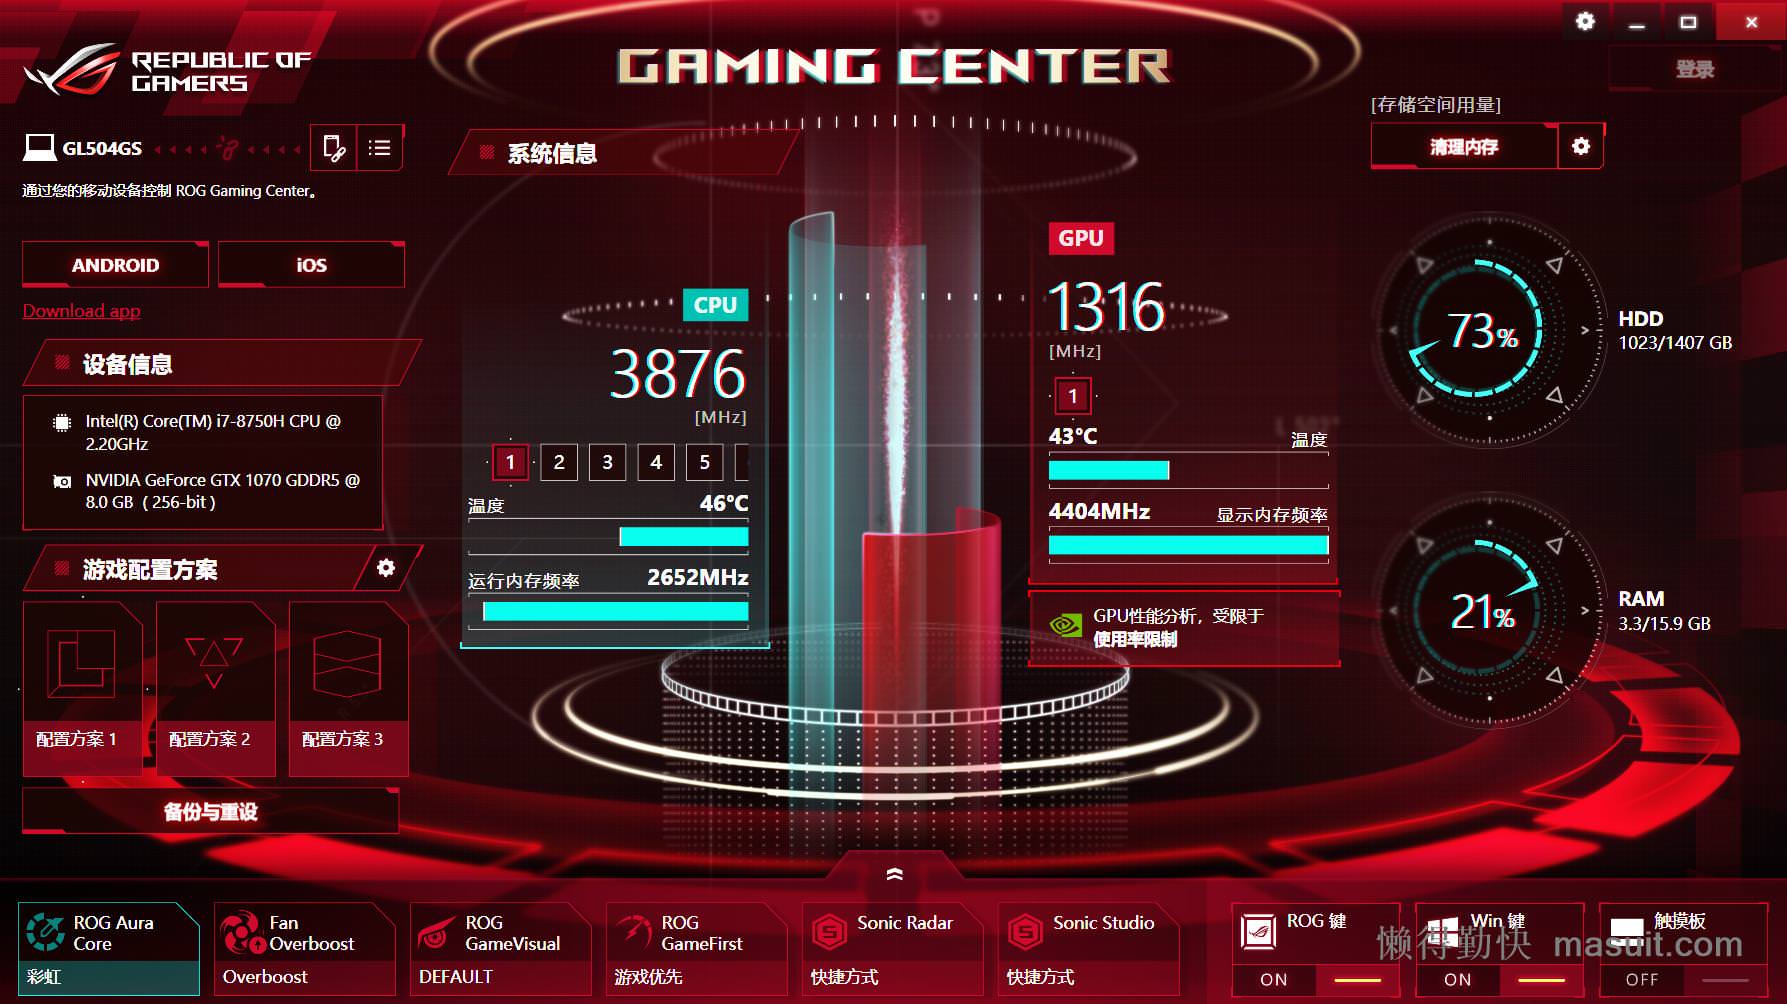 REPUBLIC OF
GAMERS
GAMING CENTER
登录
GL504GS
通过您的移动设备控制 ROG Gaming Center。
ANDROID
iOS
Download app
设备信息
Intel(R) Core(TM) i7-8750H CPU @
2.20GHz
NVIDIA GeForce GTX 1070 GDDR5 @
8.0 GB ( 256-bit )
游戏配置方案
配置方案 1
配置方案 2
配置方案 3
备份与重设
系统信息
CPU
3876
[MHz]
1 2 3 4 5
温度 46°C
运行内存频率 2652MHz
GPU
1316
[MHz]
1
43°C 温度
4404MHz 显示内存频率
GPU性能分析，受限于
使用率限制
[存储空间用量]
清理内存
73%
HDD
1023/1407 GB
21%
RAM
3.3/15.9 GB
ROG Aura
Core
彩虹
Fan
Overboost
Overboost
ROG
GameVisual
DEFAULT
ROG
GameFirst
游戏优先
Sonic Radar
快捷方式
Sonic Studio
快捷方式
ROG 键
ON
Win 键
ON
触摸板
OFF
懒得勤快 masuit.com